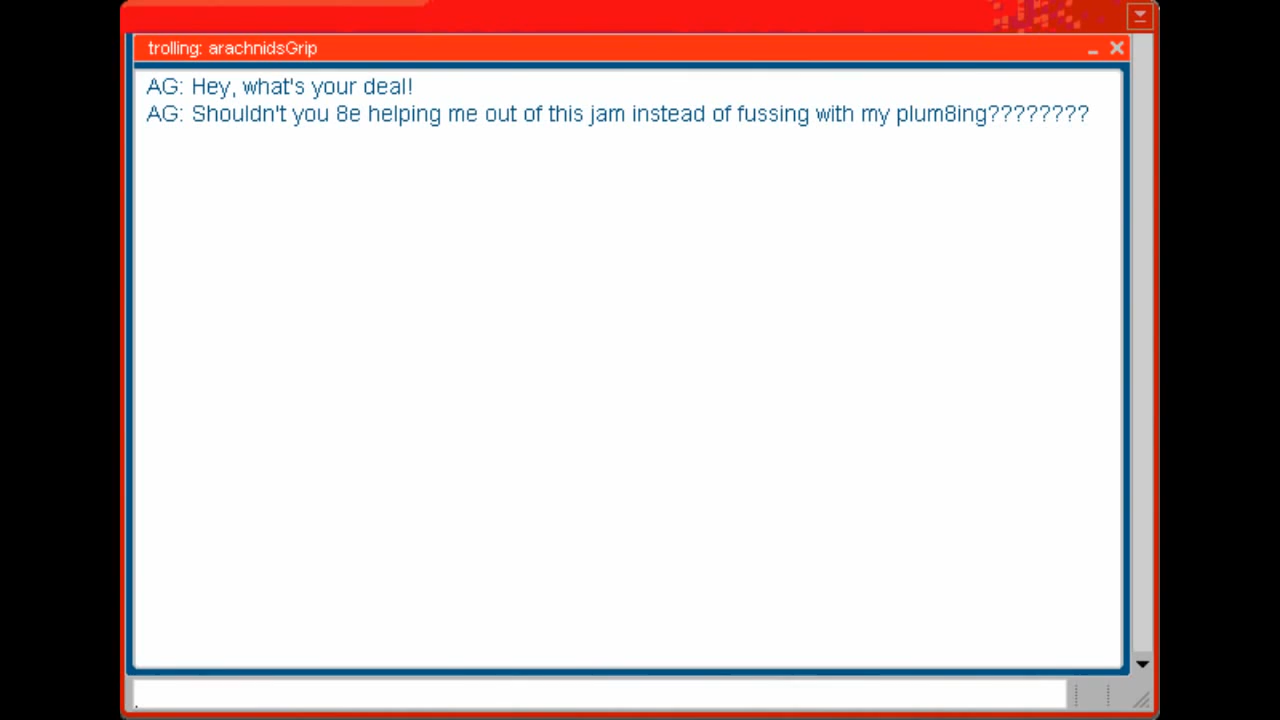 trolling: arachnidsGrip
AG: Hey, what's your deal!
AG: Shouldn't you 8e helping me out of this jam instead of fussing with my plum8ing????????